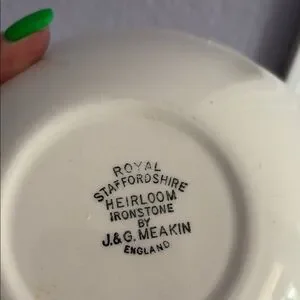 ROYAL
STAFFORDSHIRE
HEIRLOOM
IRONSTONE
BY
J.&G. MEAKIN
ENGLAND